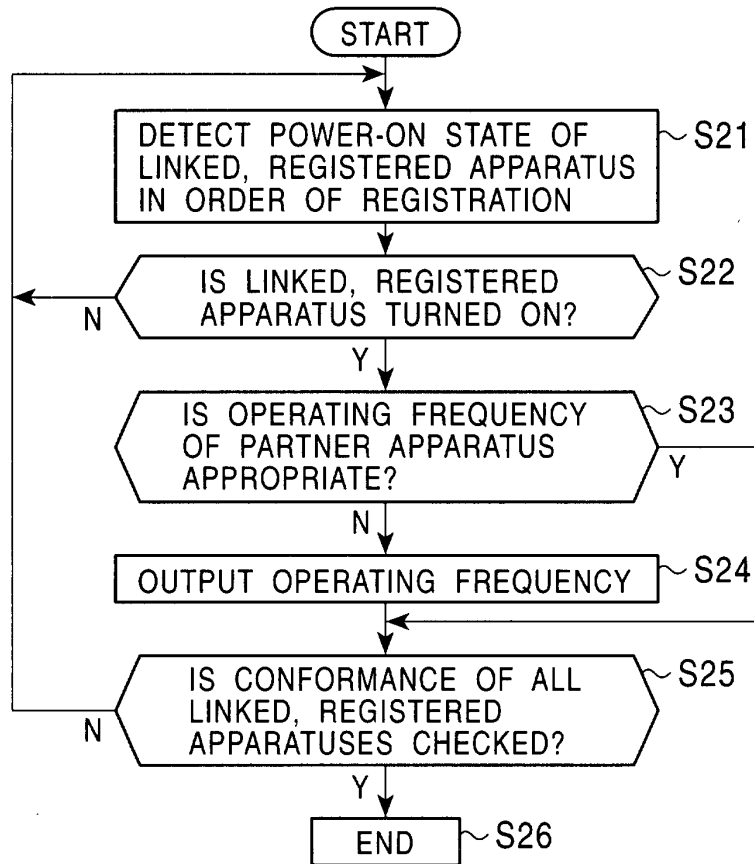 START
DETECT POWER-ON STATE OF
LINKED, REGISTERED APPARATUS
IN ORDER OF REGISTRATION
S21
IS LINKED, REGISTERED
APPARATUS TURNED ON?
S22
N
Y
IS OPERATING FREQUENCY
OF PARTNER APPARATUS
APPROPRIATE?
S23
Y
N
OUTPUT OPERATING FREQUENCY
S24
IS CONFORMANCE OF ALL
LINKED, REGISTERED
APPARATUSES CHECKED?
S25
N
Y
END
S26